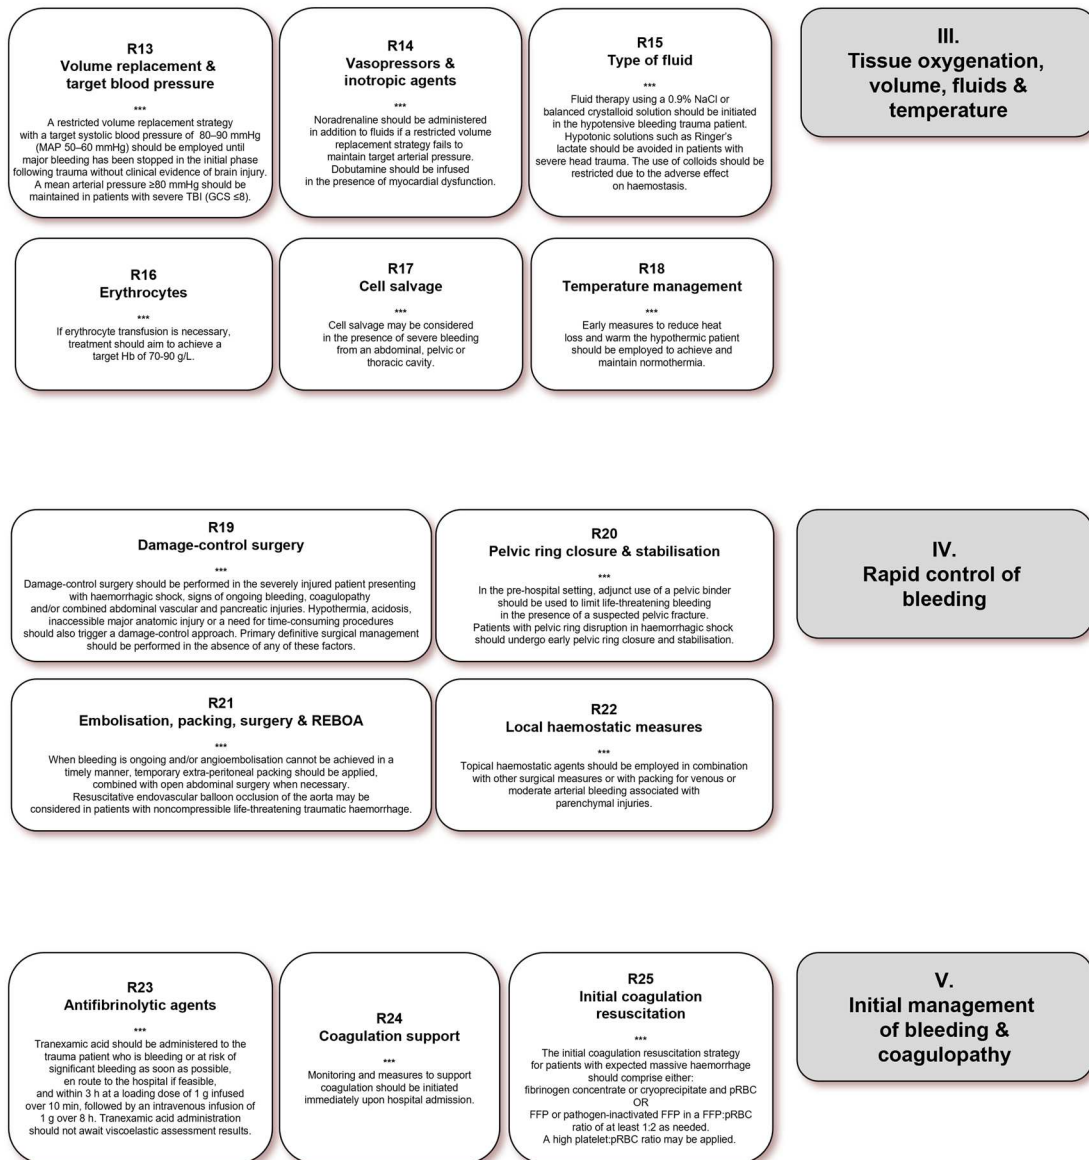 R13
Volume replacement &
target blood pressure
***
A restricted volume replacement strategy
with a target systolic blood pressure of 80–90 mmHg
(MAP 50–60 mmHg) should be employed until
major bleeding has been stopped in the initial phase
following trauma without clinical evidence of brain injury.
A mean arterial pressure ≥80 mmHg should be
maintained in patients with severe TBI (GCS ≤8).
R14
Vasopressors &
inotropic agents
***
Noradrenaline should be administered
in addition to fluids if a restricted volume
replacement strategy fails to
maintain target arterial pressure.
Dobutamine should be infused
in the presence of myocardial dysfunction.
R15
Type of fluid
***
Fluid therapy using a 0.9% NaCl or
balanced crystalloid solution should be initiated
in the hypotensive bleeding trauma patient.
Hypotonic solutions such as Ringer's
lactate should be avoided in patients with
severe head trauma. The use of colloids should be
restricted due to the adverse effect
on haemostasis.
III.
Tissue oxygenation,
volume, fluids &
temperature
R16
Erythrocytes
***
If erythrocyte transfusion is necessary,
treatment should aim to achieve a
target Hb of 70-90 g/L.
R17
Cell salvage
***
Cell salvage may be considered
in the presence of severe bleeding
from an abdominal, pelvic or
thoracic cavity.
R18
Temperature management
***
Early measures to reduce heat
loss and warm the hypothermic patient
should be employed to achieve and
maintain normothermia.
R19
Damage-control surgery
***
Damage-control surgery should be performed in the severely injured patient presenting
with haemorrhagic shock, signs of ongoing bleeding, coagulopathy
and/or combined abdominal vascular and pancreatic injuries. Hypothermia, acidosis,
inaccessible major anatomic injury or a need for time-consuming procedures
should also trigger a damage-control approach. Primary definitive surgical management
should be performed in the absence of any of these factors.
R20
Pelvic ring closure & stabilisation
***
In the pre-hospital setting, adjunct use of a pelvic binder
should be used to limit life-threatening bleeding
in the presence of a suspected pelvic fracture.
Patients with pelvic ring disruption in haemorrhagic shock
should undergo early pelvic ring closure and stabilisation.
IV.
Rapid control of
bleeding
R21
Embolisation, packing, surgery & REBOA
***
When bleeding is ongoing and/or angioembolisation cannot be achieved in a
timely manner, temporary extra-peritoneal packing should be applied,
combined with open abdominal surgery when necessary.
Resuscitative endovascular balloon occlusion of the aorta may be
considered in patients with noncompressible life-threatening traumatic haemorrhage.
R22
Local haemostatic measures
***
Topical haemostatic agents should be employed in combination
with other surgical measures or with packing for venous or
moderate arterial bleeding associated with
parenchymal injuries.
R23
Antifibrinolytic agents
***
Tranexamic acid should be administered to the
trauma patient who is bleeding or at risk of
significant bleeding as soon as possible,
en route to the hospital if feasible,
and within 3 h at a loading dose of 1 g infused
over 10 min, followed by an intravenous infusion of
1 g over 8 h. Tranexamic acid administration
should not await viscoelastic assessment results.
R24
Coagulation support
***
Monitoring and measures to support
coagulation should be initiated
immediately upon hospital admission.
R25
Initial coagulation
resuscitation
***
The initial coagulation resuscitation strategy
for patients with expected massive haemorrhage
should comprise either:
fibrinogen concentrate or cryoprecipitate and pRBC
OR
FFP or pathogen-inactivated FFP in a FFP:pRBC
ratio of at least 1:2 as needed.
A high platelet:pRBC ratio may be applied.
V.
Initial management
of bleeding &
coagulopathy